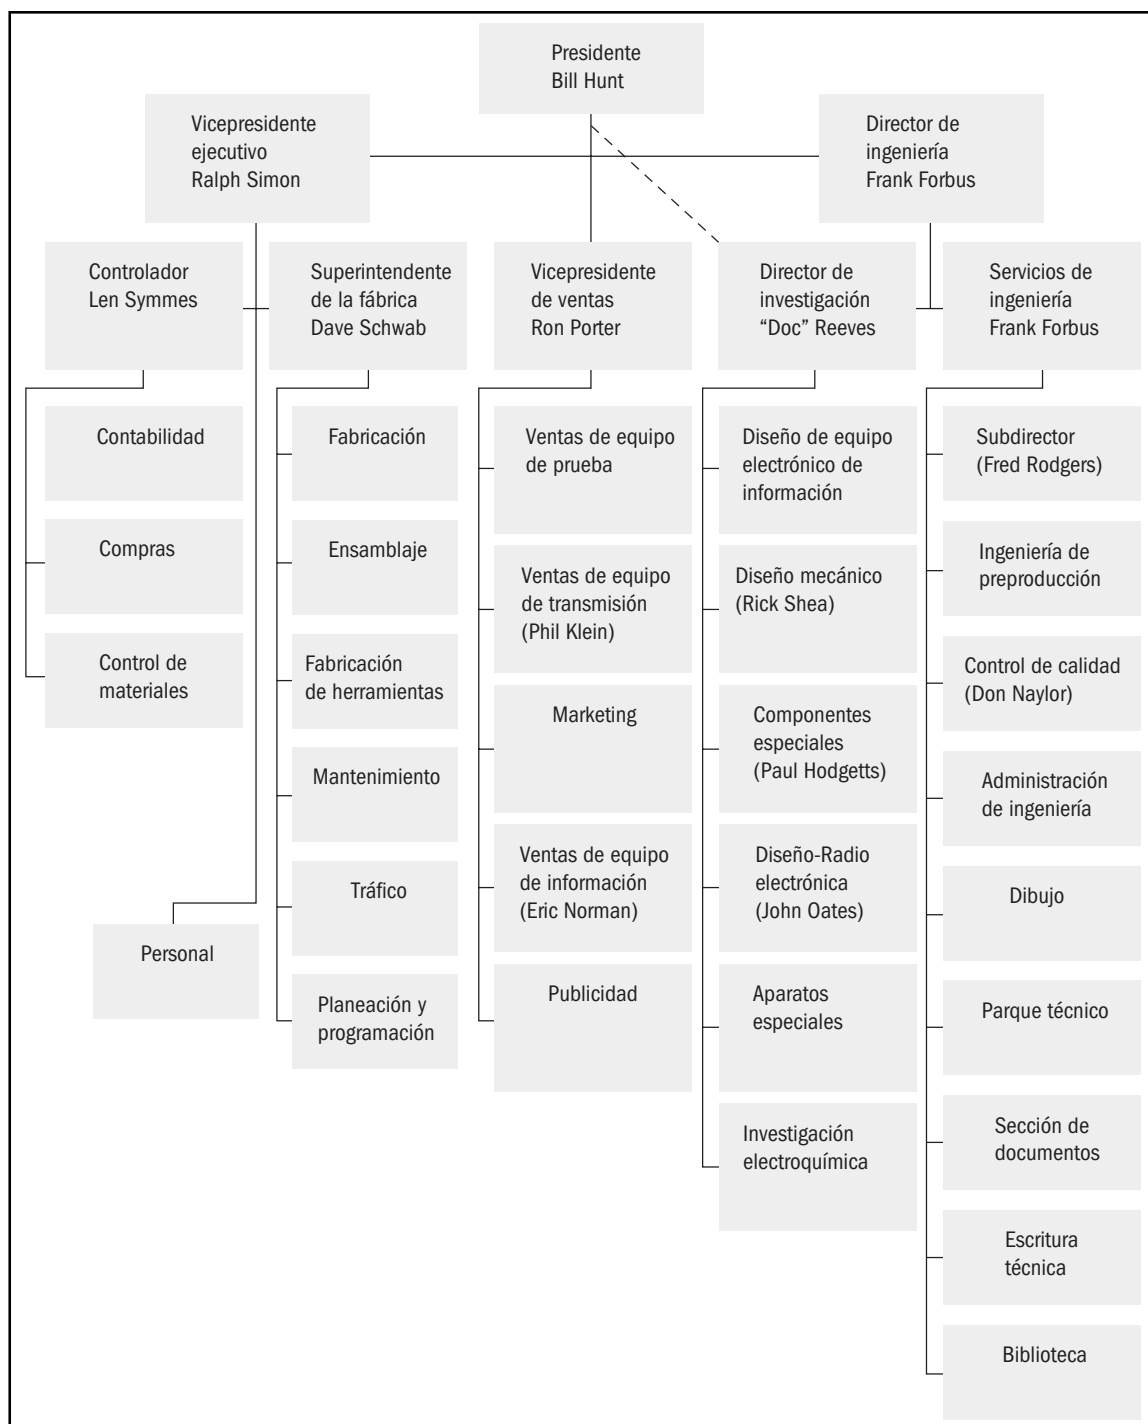 Presidente
Bill Hunt
Vicepresidente
ejecutivo
Ralph Simon
Director de
ingeniería
Frank Forbus
Controlador
Len Symmes
Superintendente
de la fábrica
Dave Schwab
Vicepresidente
de ventas
Ron Porter
Director de
investigación
“Doc” Reeves
Servicios de
ingeniería
Frank Forbus
Contabilidad
Compras
Control de
materiales
Personal
Fabricación
Ensamblaje
Fabricación
de herramientas
Mantenimiento
Tráfico
Planeación y
programación
Ventas de equipo
de prueba
Ventas de equipo
de transmisión
(Phil Klein)
Marketing
Ventas de equipo
de información
(Eric Norman)
Publicidad
Diseño de equipo
electrónico de
información
Diseño mecánico
(Rick Shea)
Componentes
especiales
(Paul Hodgetts)
Diseño-Radio
electrónica
(John Oates)
Aparatos
especiales
Investigación
electroquímica
Subdirector
(Fred Rodgers)
Ingeniería de
preproducción
Control de calidad
(Don Naylor)
Administración
de ingeniería
Dibujo
Parque técnico
Sección de
documentos
Escritura
técnica
Biblioteca